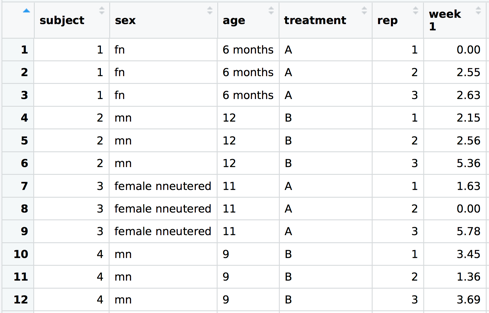 subject sex age treatment rep week 1
1 1 fn 6 months A 1 0.00
2 1 fn 6 months A 2 2.55
3 1 fn 6 months A 3 2.63
4 2 mn 12 B 1 2.15
5 2 mn 12 B 2 2.56
6 2 mn 12 B 3 5.36
7 3 female nneutered 11 A 1 1.63
8 3 female nneutered 11 A 2 0.00
9 3 female nneutered 11 A 3 5.78
10 4 mn 9 B 1 3.45
11 4 mn 9 B 2 1.36
12 4 mn 9 B 3 3.69